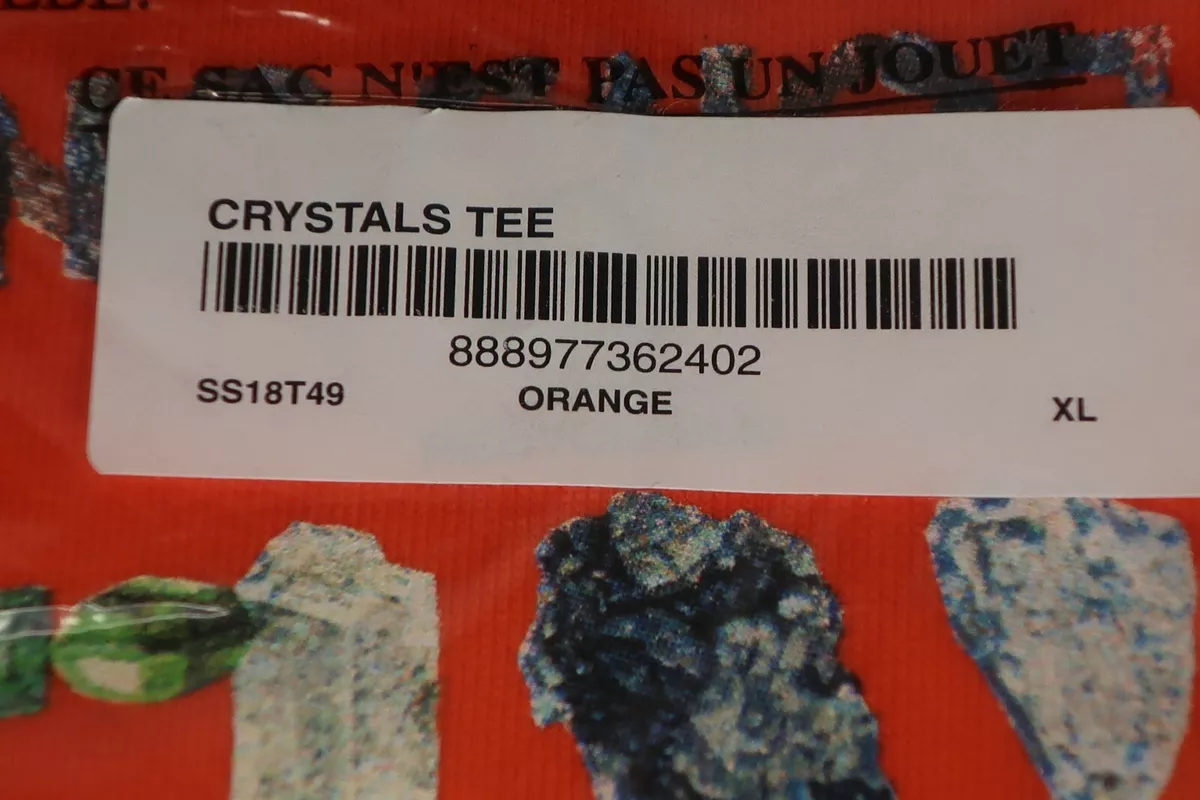 CE SAC N'EST PAS UN JOUET
CRYSTALS TEE
888977362402
SS18T49 ORANGE XL